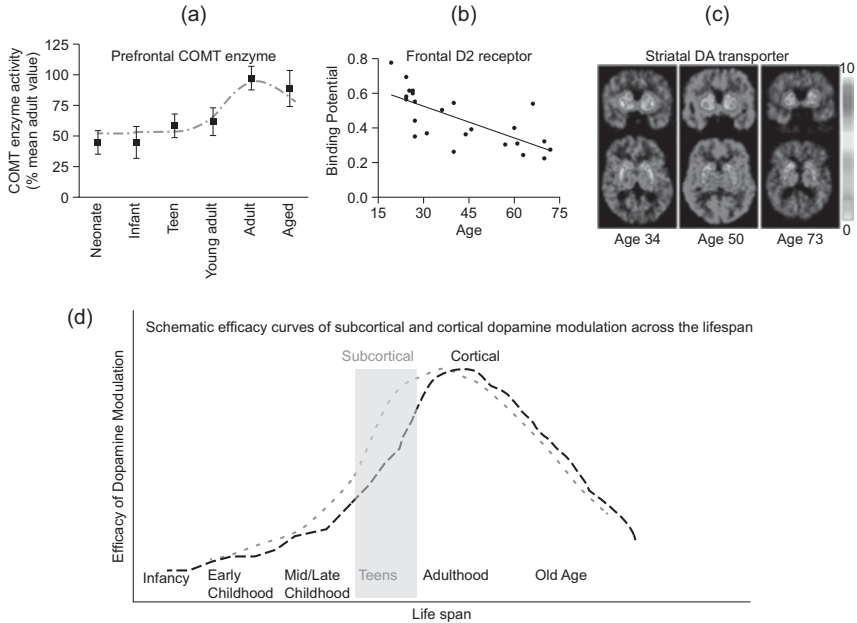 (a)
Prefrontal COMT enzyme
COMT enzyme activity
(% mean adult value)
125
100
75
50
25
0
Neonate
Infant
Teen
Young adult
Adult
Aged
(b)
Frontal D2 receptor
Binding Potential
0.8
0.6
0.4
0.2
0.0
15
30
45
60
75
Age
(c)
Striatal DA transporter
10
0
Age 34
Age 50
Age 73
(d)
Schematic efficacy curves of subcortical and cortical dopamine modulation across the lifespan
Subcortical
Cortical
Efficacy of Dopamine Modulation
Infancy
Early
Childhood
Mid/Late
Childhood
Teens
Adulthood
Old Age
Life span